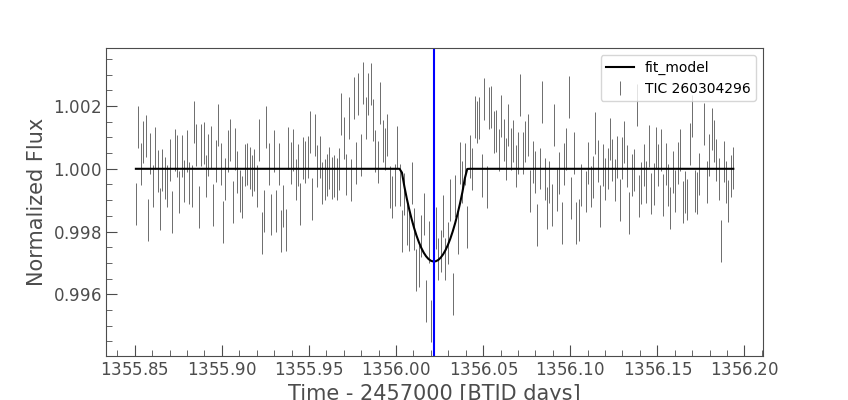 fit_model
TIC 260304296
Normalized Flux
1.002
1.000
0.998
0.996
1355.85 1355.90 1355.95 1356.00 1356.05 1356.10 1356.15 1356.20
Time - 2457000 [BTJD days]